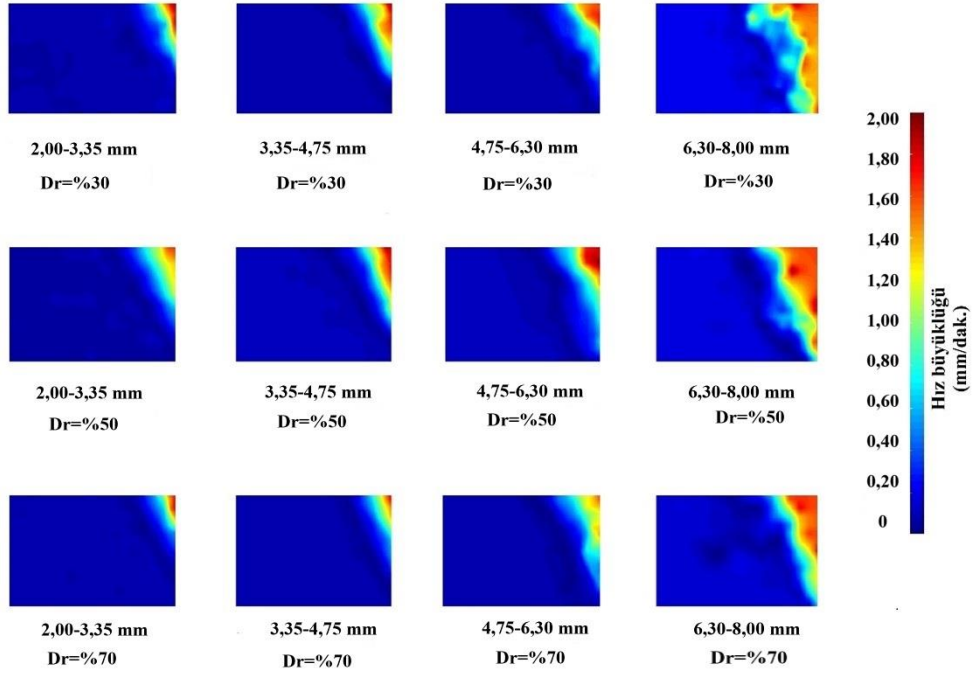 2,00-3,35 mm
Dr=%30
3,35-4,75 mm
Dr=%30
4,75-6,30 mm
Dr=%30
6,30-8,00 mm
Dr=%30
2,00-3,35 mm
Dr=%50
3,35-4,75 mm
Dr=%50
4,75-6,30 mm
Dr=%50
6,30-8,00 mm
Dr=%50
2,00-3,35 mm
Dr=%70
3,35-4,75 mm
Dr=%70
4,75-6,30 mm
Dr=%70
6,30-8,00 mm
Dr=%70
2,00
1,80
1,60
1,40
1,20
1,00
0,80
0,60
0,40
0,20
0
Hız büyüklüğü
(mm/dak.)